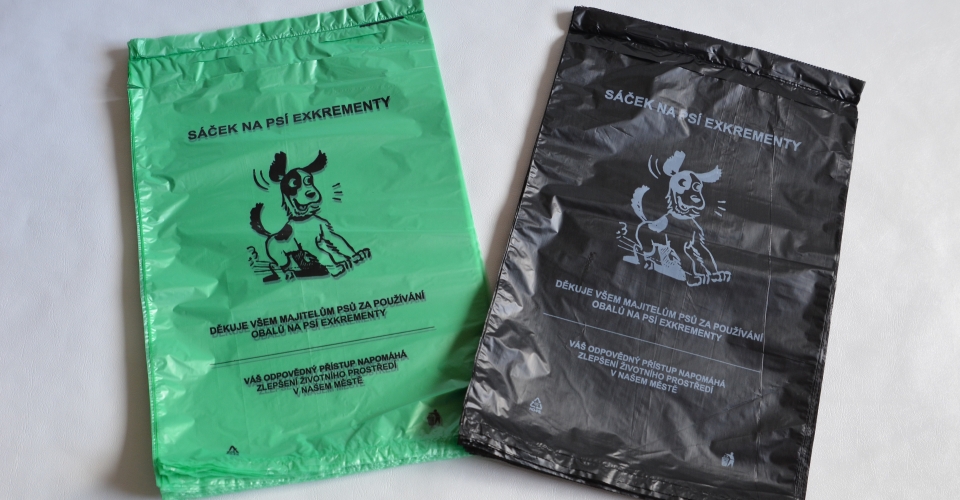 SÁČEK NA PSÍ EXKREMENTY
DĚKUJE VŠEM MAJITELŮM PSŮ ZA POUŽÍVÁNÍ
OBALŮ NA PSÍ EXKREMENTY
VÁŠ ODPOVĚDNÝ PŘÍSTUP NAPOMÁHÁ
ZLEPŠENÍ ŽIVOTNÍHO PROSTŘEDÍ
V NAŠEM MĚSTĚ
SÁČEK NA PSÍ EXKREMENTY
DĚKUJE VŠEM MAJITELŮM PSŮ ZA POUŽÍVÁNÍ
OBALŮ NA PSÍ EXKREMENTY
VÁŠ ODPOVĚDNÝ PŘÍSTUP NAPOMÁHÁ
ZLEPŠENÍ ŽIVOTNÍHO PROSTŘEDÍ
V NAŠEM MĚSTĚ